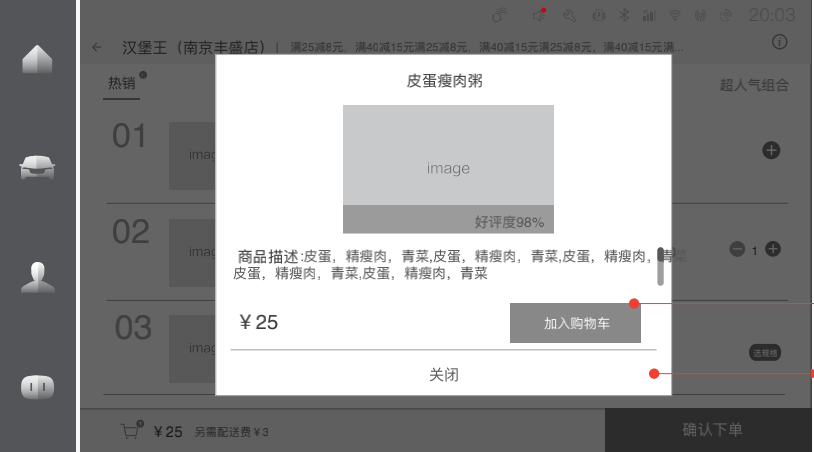 20:03
汉堡王（南京丰盛店）| 满25减8元，满40减15元满25减8元，满40减15元满25减8元，满40减15元满...
热销
超人气组合
01
imag
02
imag
1
03
imag
选规格
皮蛋瘦肉粥
image
好评度98%
商品描述:皮蛋，精瘦肉，青菜,皮蛋，精瘦肉，青菜,皮蛋，精瘦肉，青菜
皮蛋，精瘦肉，青菜,皮蛋，精瘦肉，青菜
￥25
加入购物车
关闭
￥25 另需配送费￥3
确认下单